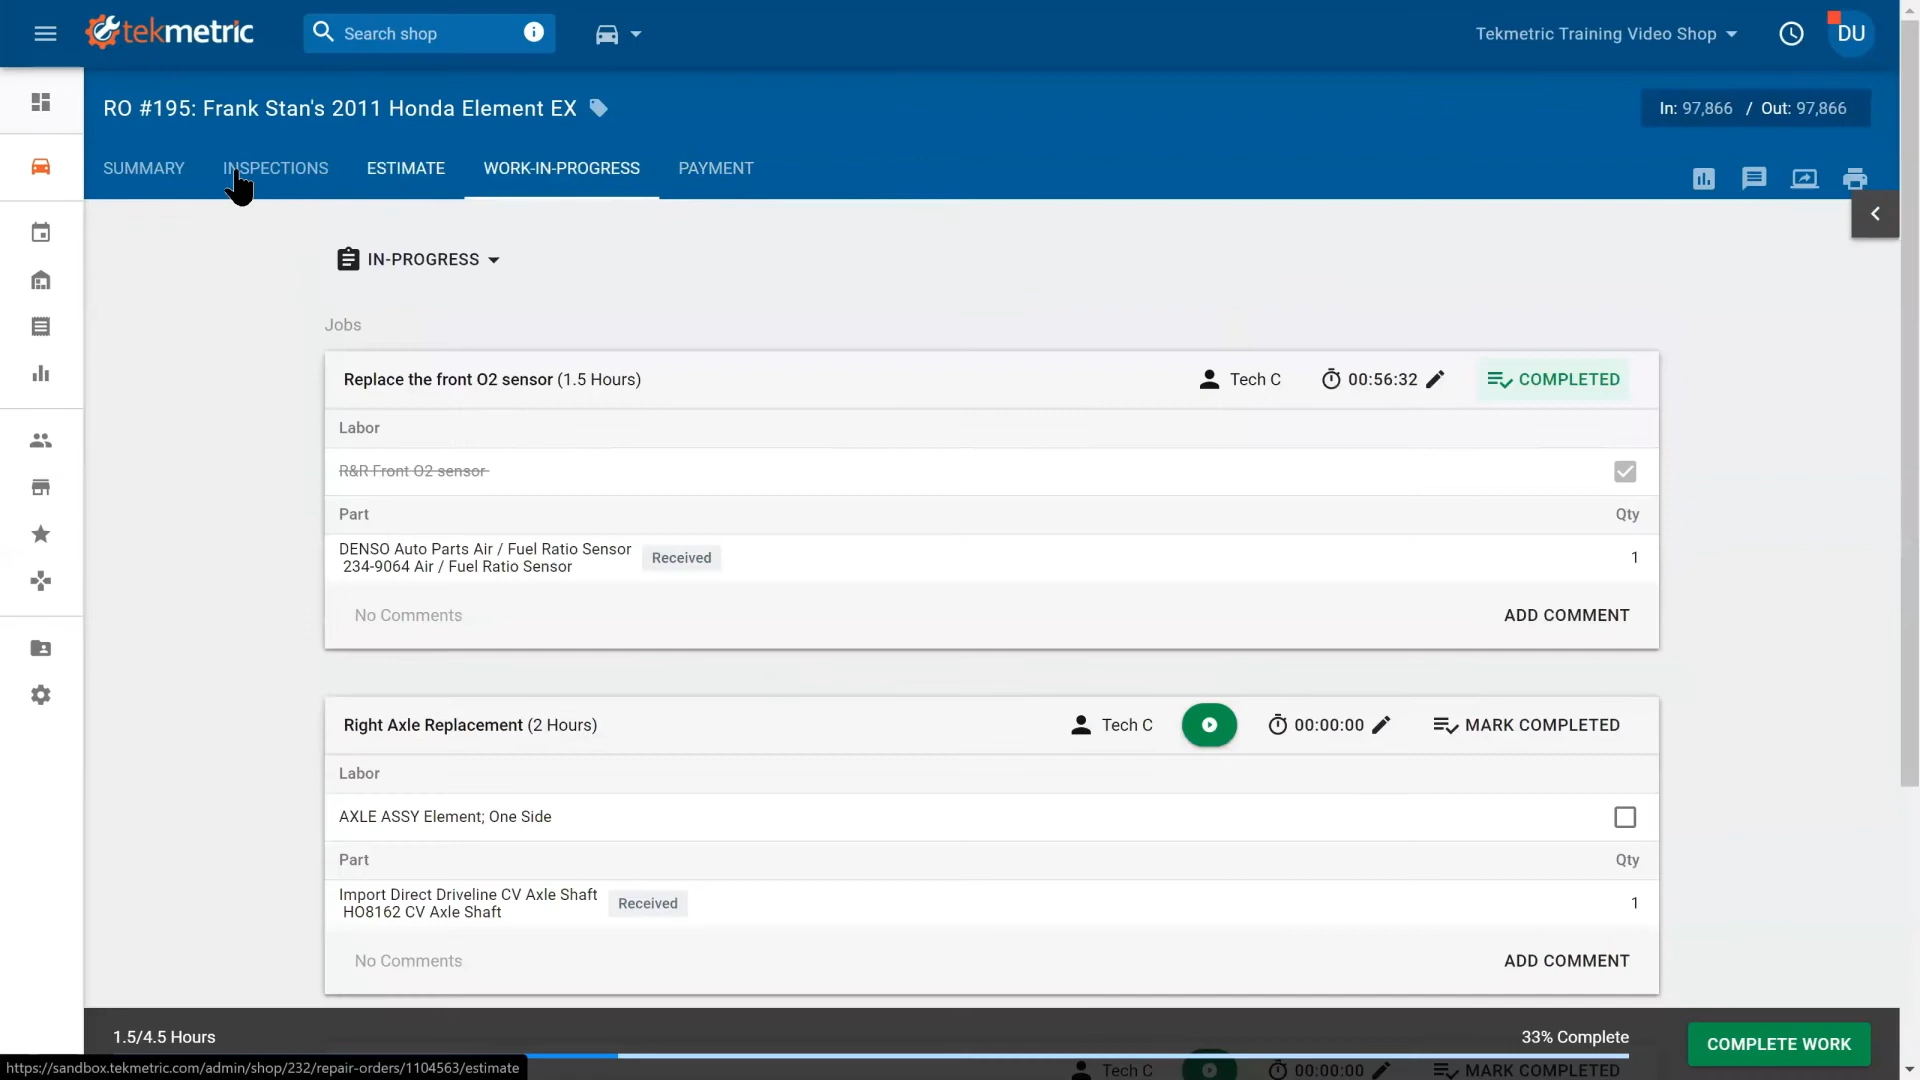 tekmetric
Search shop
Tekmetric Training Video Shop
DU
RO #195: Frank Stan's 2011 Honda Element EX
In: 97,866 / Out: 97,866
SUMMARY INSPECTIONS ESTIMATE WORK-IN-PROGRESS PAYMENT
IN-PROGRESS
Jobs
Replace the front O2 sensor (1.5 Hours) Tech C 00:56:32 COMPLETED
Labor
R&R Front O2 sensor
Part Qty
DENSO Auto Parts Air / Fuel Ratio Sensor
234-9064 Air / Fuel Ratio Sensor
Received
1
No Comments ADD COMMENT
Right Axle Replacement (2 Hours) Tech C 00:00:00 MARK COMPLETED
Labor
AXLE ASSY Element; One Side
Part Qty
Import Direct Driveline CV Axle Shaft
HO8162 CV Axle Shaft
Received
1
No Comments ADD COMMENT
1.5/4.5 Hours 33% Complete COMPLETE WORK
https://sandbox.tekmetric.com/admin/shop/232/repair-orders/1104563/estimate
Tech C 00:00:00 MARK COMPLETED